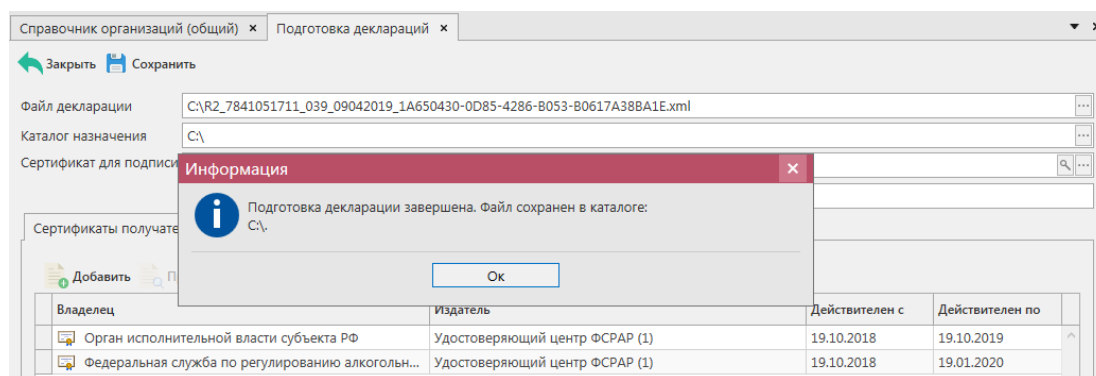 Справочник организаций (общий) × Подготовка деклараций ×
Закрыть Сохранить
Файл декларации C:\R2_7841051711_039_09042019_1A650430-0D85-4286-B053-B0617A38BA1E.xml
Каталог назначения C:\
Сертификат для подписи
Информация
Подготовка декларации завершена. Файл сохранен в каталоге:
C:\.
Сертификаты получате
Ок
Добавить П
Владелец Издатель Действителен с Действителен по
Орган исполнительной власти субъекта РФ Удостоверяющий центр ФСРАР (1) 19.10.2018 19.10.2019
Федеральная служба по регулированию алкогольн... Удостоверяющий центр ФСРАР (1) 19.10.2018 19.01.2020